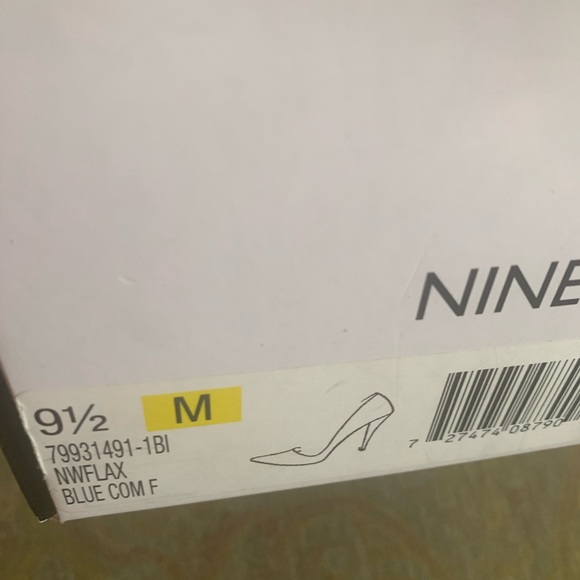 NINE
9½ M
79931491-1BI
NWFLAX
BLUE COM F
7 27474 08790